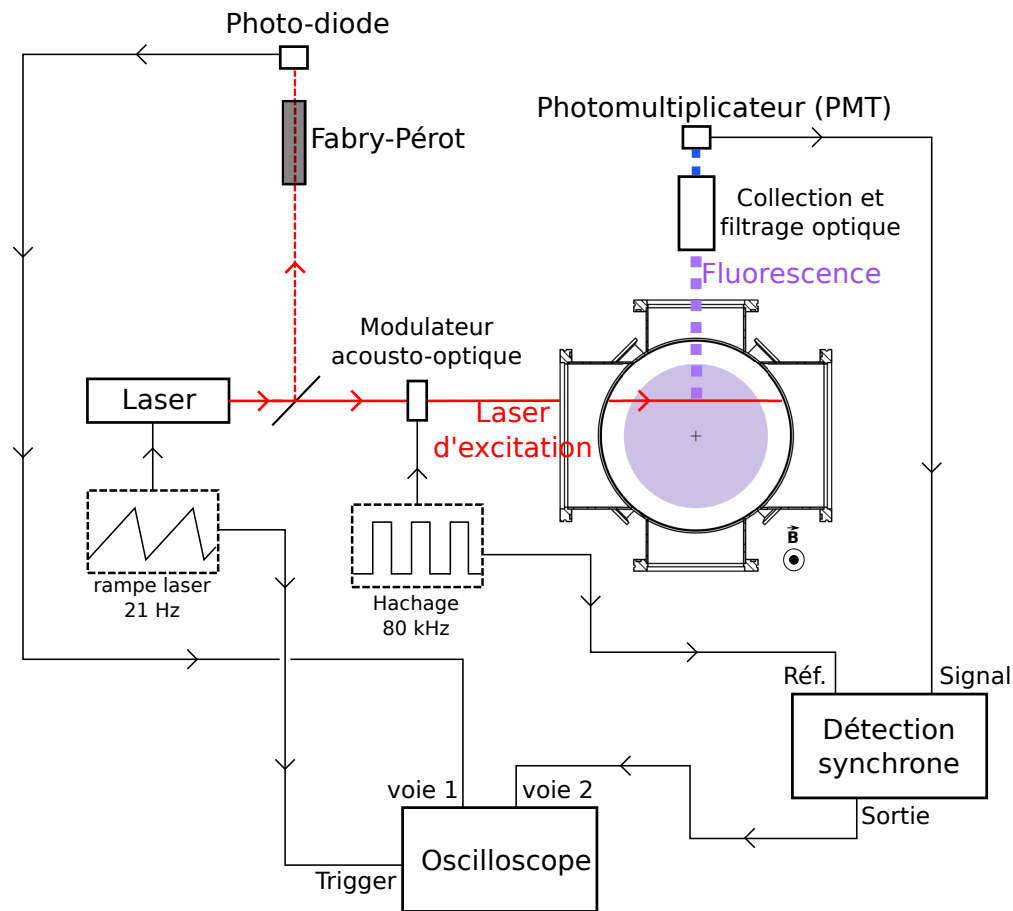 Photo-diode
Fabry-Pérot
Photomultiplicateur (PMT)
Collection et
filtrage optique
Fluorescence
Modulateur
acousto-optique
Laser
Laser
d'excitation
rampe laser
21 Hz
Hachage
80 kHz
B
Réf.
Signal
Détection
synchrone
Sortie
voie 1
voie 2
Oscilloscope
Trigger